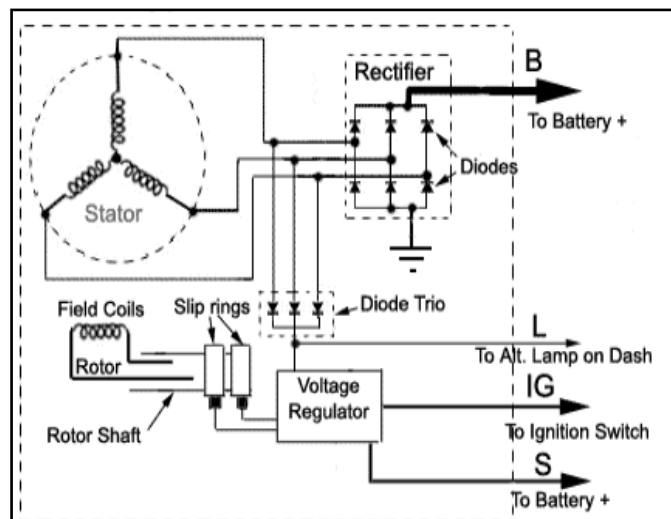 Rectifier
B
To Battery +
Diodes
Stator
Diode Trio
Field Coils
Slip rings
L
To Alt. Lamp on Dash
Rotor
Voltage
Regulator
IG
To Ignition Switch
Rotor Shaft
S
To Battery +